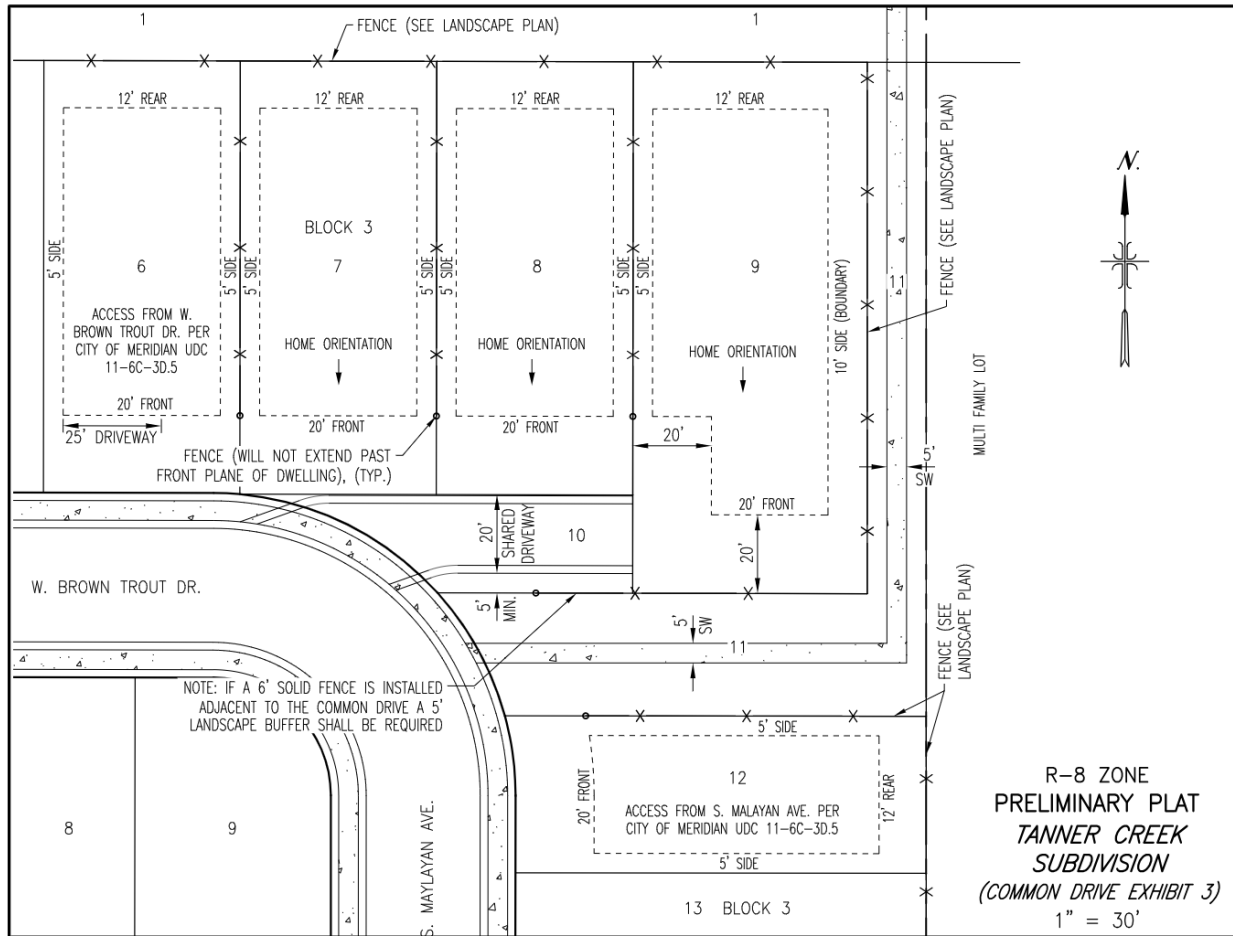 1
FENCE (SEE LANDSCAPE PLAN)
1
12' REAR
12' REAR
12' REAR
12' REAR
N.
FENCE (SEE LANDSCAPE PLAN)
BLOCK 3
5' SIDE
6
5' SIDE
5' SIDE
7
5' SIDE
5' SIDE
8
5' SIDE
5' SIDE
9
10' SIDE (BOUNDARY)
11
ACCESS FROM W.
BROWN TROUT DR. PER
CITY OF MERIDIAN UDC
11-6C-3D.5
HOME ORIENTATION
HOME ORIENTATION
HOME ORIENTATION
MULTI FAMILY LOT
20' FRONT
25' DRIVEWAY
20' FRONT
20' FRONT
20'
FENCE (WILL NOT EXTEND PAST
FRONT PLANE OF DWELLING), (TYP.)
5'
SW
20' FRONT
20'
SHARED
DRIVEWAY
10
20'
W. BROWN TROUT DR.
5'
MIN.
5'
SW
11
FENCE (SEE
LANDSCAPE PLAN)
NOTE: IF A 6' SOLID FENCE IS INSTALLED
ADJACENT TO THE COMMON DRIVE A 5'
LANDSCAPE BUFFER SHALL BE REQUIRED
5' SIDE
20' FRONT
12
12' REAR
ACCESS FROM S. MALAYAN AVE. PER
CITY OF MERIDIAN UDC 11-6C-3D.5
5' SIDE
8
9
S. MAYLAYAN AVE.
13 BLOCK 3
R-8 ZONE
PRELIMINARY PLAT
TANNER CREEK
SUBDIVISION
(COMMON DRIVE EXHIBIT 3)
1" = 30'